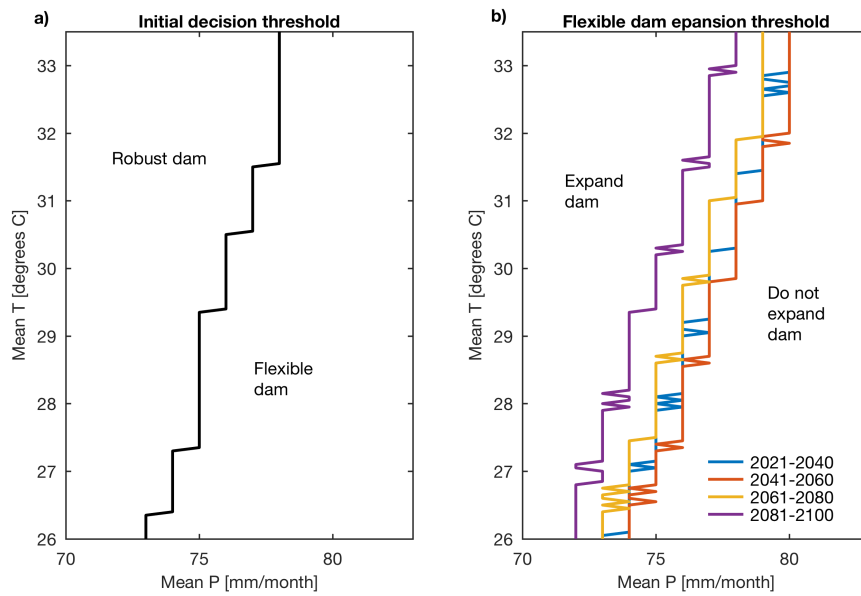 a)
Initial decision threshold
33
32
31
30
29
28
27
26
Mean T [degrees C]
Robust dam
Flexible
dam
70
75
80
Mean P [mm/month]
b)
Flexible dam epansion threshold
33
32
31
30
29
28
27
26
Mean T [degrees C]
Expand
dam
Do not
expand
dam
2021-2040
2041-2060
2061-2080
2081-2100
70
75
80
Mean P [mm/month]